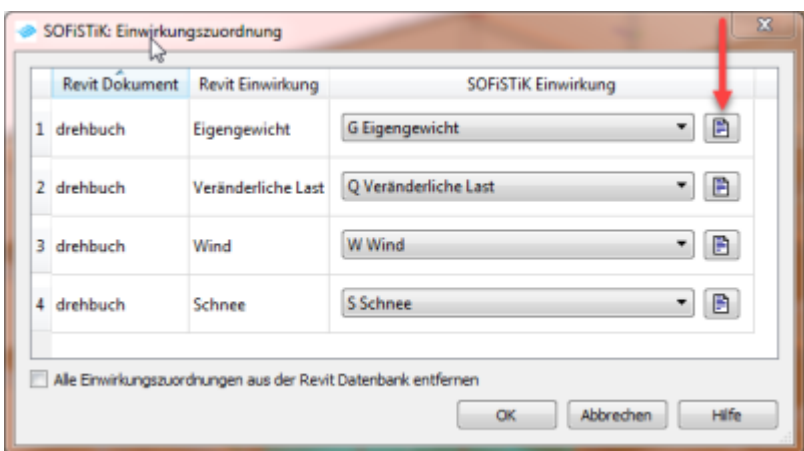 SOFiSTiK: Einwirkungszuordnung
Revit Dokument Revit Einwirkung SOFiSTiK Einwirkung
1 drehbuch Eigengewicht G Eigengewicht
2 drehbuch Veränderliche Last Q Veränderliche Last
3 drehbuch Wind W Wind
4 drehbuch Schnee S Schnee
Alle Einwirkungszuordnungen aus der Revit Datenbank entfernen
OK Abbrechen Hilfe